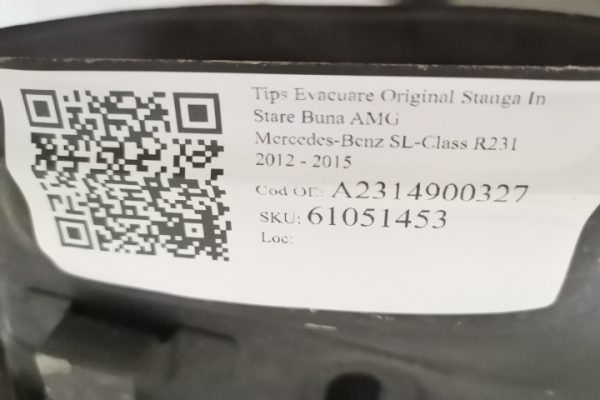 Tips Evacuare Original Stanga In
Stare Buna AMG
Mercedes-Benz SL-Class R231
2012 - 2015
Cod OE: A2314900327
SKU: 61051453
Loc: